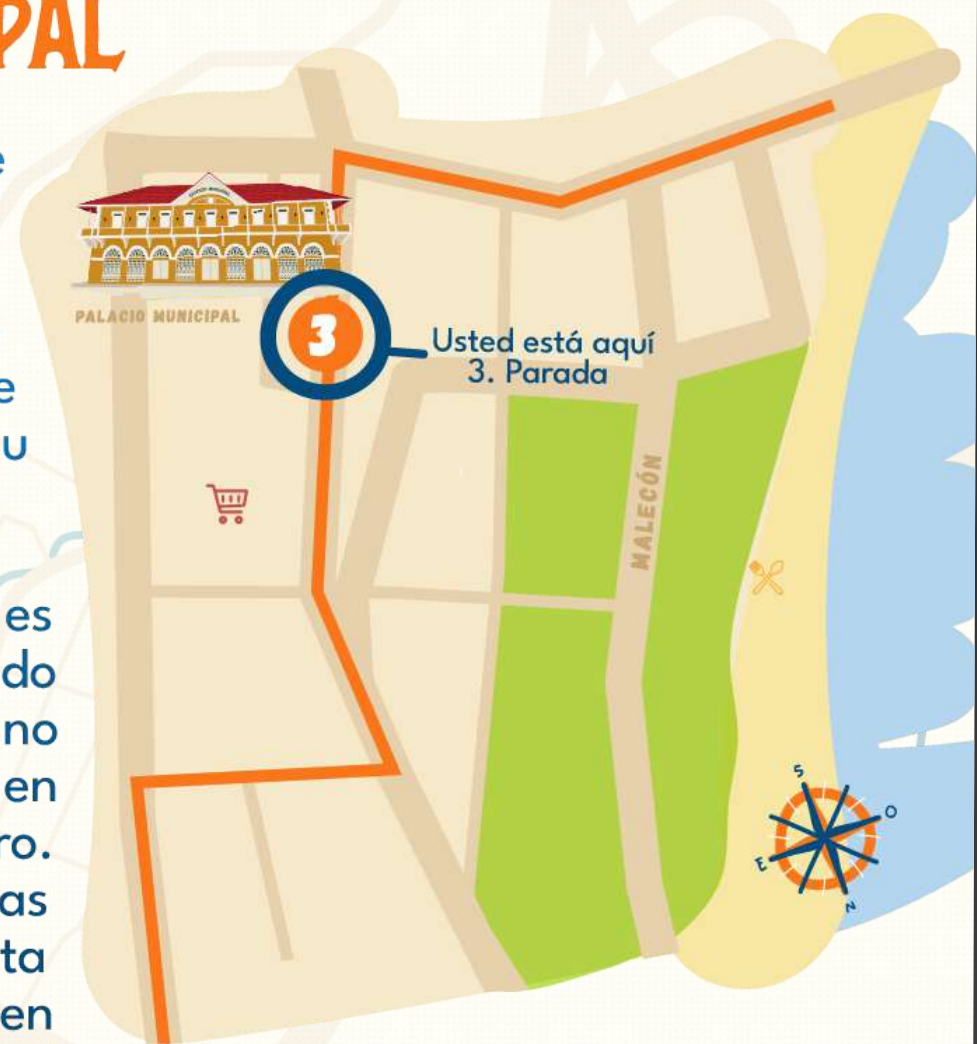 PAL
e
e
u
es
do
no
en
ro.
as
ta
en
PALACIO MUNICIPAL
3
Usted está aquí
3. Parada
MALECÓN
S
O
E
N